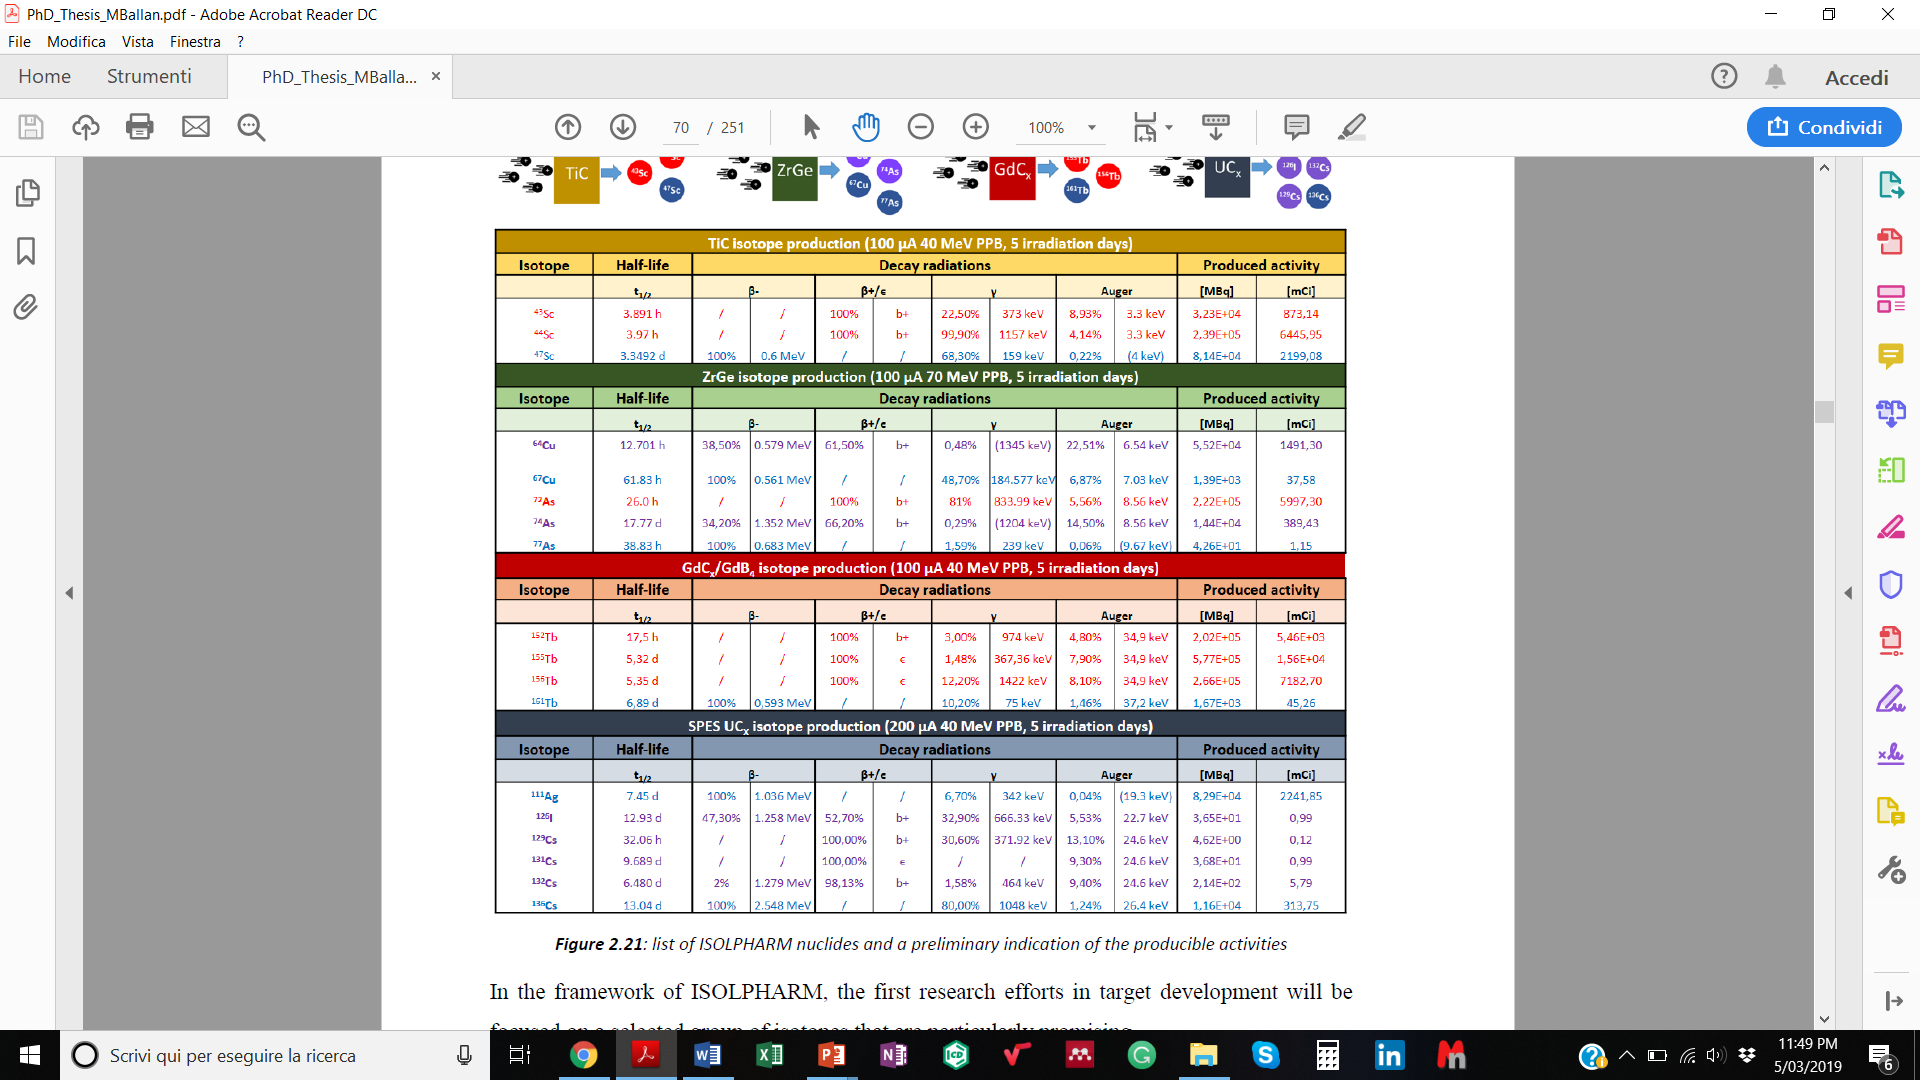 PhD_Thesis_MBallan.pdf - Adobe Acrobat Reader DC
File Modifica Vista Finestra ?
Home Strumenti PhD_Thesis_MBalla... × Accedi
70 / 251 100% Condividi
TiC ⁴³Sc ⁴⁷Sc ZrGe ⁶⁷Cu ⁷⁴As ⁷⁷As GdCx ¹⁶¹Tb ¹⁵⁶Tb UCx ¹²⁶I ¹³²Cs ¹²⁹Cs ¹³⁶Cs
TiC isotope production (100 µA 40 MeV PPB, 5 irradiation days)
Isotope Half-life Decay radiations Produced activity
t1/2 β- β+/ϵ γ Auger [MBq] [mCi]
⁴³Sc 3.891 h / / 100% b+ 22,50% 373 keV 8,93% 3.3 keV 3,23E+04 873,14
⁴⁴Sc 3.97 h / / 100% b+ 99,90% 1157 keV 4,14% 3.3 keV 2,39E+05 6445,95
⁴⁷Sc 3.3492 d 100% 0.6 MeV / / 68,30% 159 keV 0,22% (4 keV) 8,14E+04 2199,08
ZrGe isotope production (100 µA 70 MeV PPB, 5 irradiation days)
Isotope Half-life Decay radiations Produced activity
t1/2 β- β+/ϵ γ Auger [MBq] [mCi]
⁶⁴Cu 12.701 h 38,50% 0.579 MeV 61,50% b+ 0,48% (1345 keV) 22,51% 6.54 keV 5,52E+04 1491,30
⁶⁷Cu 61.83 h 100% 0.561 MeV / / 48,70% 184.577 keV 6,87% 7.03 keV 1,39E+03 37,58
⁷²As 26.0 h / / 100% b+ 81% 833.99 keV 5,56% 8.56 keV 2,22E+05 5997,30
⁷⁴As 17.77 d 34,20% 1.352 MeV 66,20% b+ 0,29% (1204 keV) 14,50% 8.56 keV 1,44E+04 389,43
⁷⁷As 38.83 h 100% 0.683 MeV / / 1,59% 239 keV 0,06% (9.67 keV) 4,26E+01 1,15
GdCx/GdB4 isotope production (100 µA 40 MeV PPB, 5 irradiation days)
Isotope Half-life Decay radiations Produced activity
t1/2 β- β+/ϵ γ Auger [MBq] [mCi]
¹⁵²Tb 17,5 h / / 100% b+ 3,00% 974 keV 4,80% 34,9 keV 2,02E+05 5,46E+03
¹⁵⁵Tb 5,32 d / / 100% ϵ 1,48% 367,36 keV 7,90% 34,9 keV 5,77E+05 1,56E+04
¹⁵⁶Tb 5,35 d / / 100% ϵ 12,20% 1422 keV 8,10% 34,9 keV 2,66E+05 7182,70
¹⁶¹Tb 6,89 d 100% 0,593 MeV / / 10,20% 75 keV 1,46% 37,2 keV 1,67E+03 45,26
SPES UCx isotope production (200 µA 40 MeV PPB, 5 irradiation days)
Isotope Half-life Decay radiations Produced activity
t1/2 β- β+/ϵ γ Auger [MBq] [mCi]
¹¹¹Ag 7.45 d 100% 1.036 MeV / / 6,70% 342 keV 0,04% (19.3 keV) 8,29E+04 2241,85
¹²⁶I 12.93 d 47,30% 1.258 MeV 52,70% b+ 32,90% 666.33 keV 5,53% 22.7 keV 3,65E+01 0,99
¹²⁹Cs 32.06 h / / 100,00% b+ 30,60% 371.92 keV 13,10% 24.6 keV 4,62E+00 0,12
¹³¹Cs 9.689 d / / 100,00% ϵ / / 9,30% 24.6 keV 3,68E+01 0,99
¹³²Cs 6.480 d 2% 1.279 MeV 98,13% b+ 1,58% 464 keV 9,40% 24.6 keV 2,14E+02 5,79
¹³⁶Cs 13.04 d 100% 2.548 MeV / / 80,00% 1048 keV 1,24% 26.4 keV 1,16E+04 313,75
Figure 2.21: list of ISOLPHARM nuclides and a preliminary indication of the producible activities
In the framework of ISOLPHARM, the first research efforts in target development will be
focused on a selected group of isotopes that are particularly promising
Scrivi qui per eseguire la ricerca
11:49 PM
5/03/2019
6